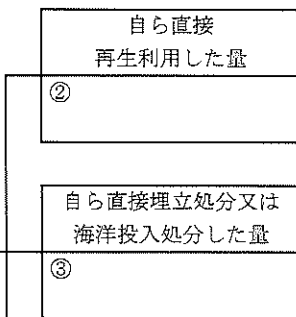 自ら直接
再生利用した量
②
自ら直接埋立処分又は
海洋投入処分した量
③